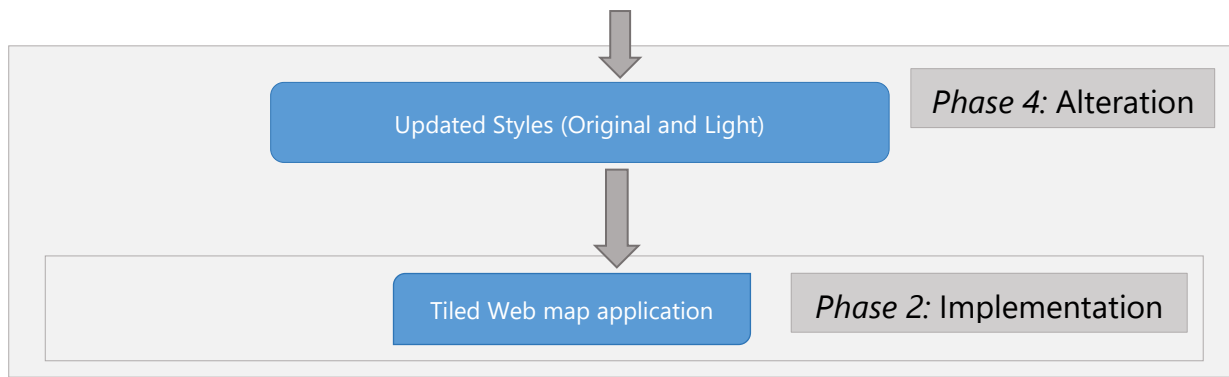 Phase 4: Alteration
Updated Styles (Original and Light)
Phase 2: Implementation
Tiled Web map application